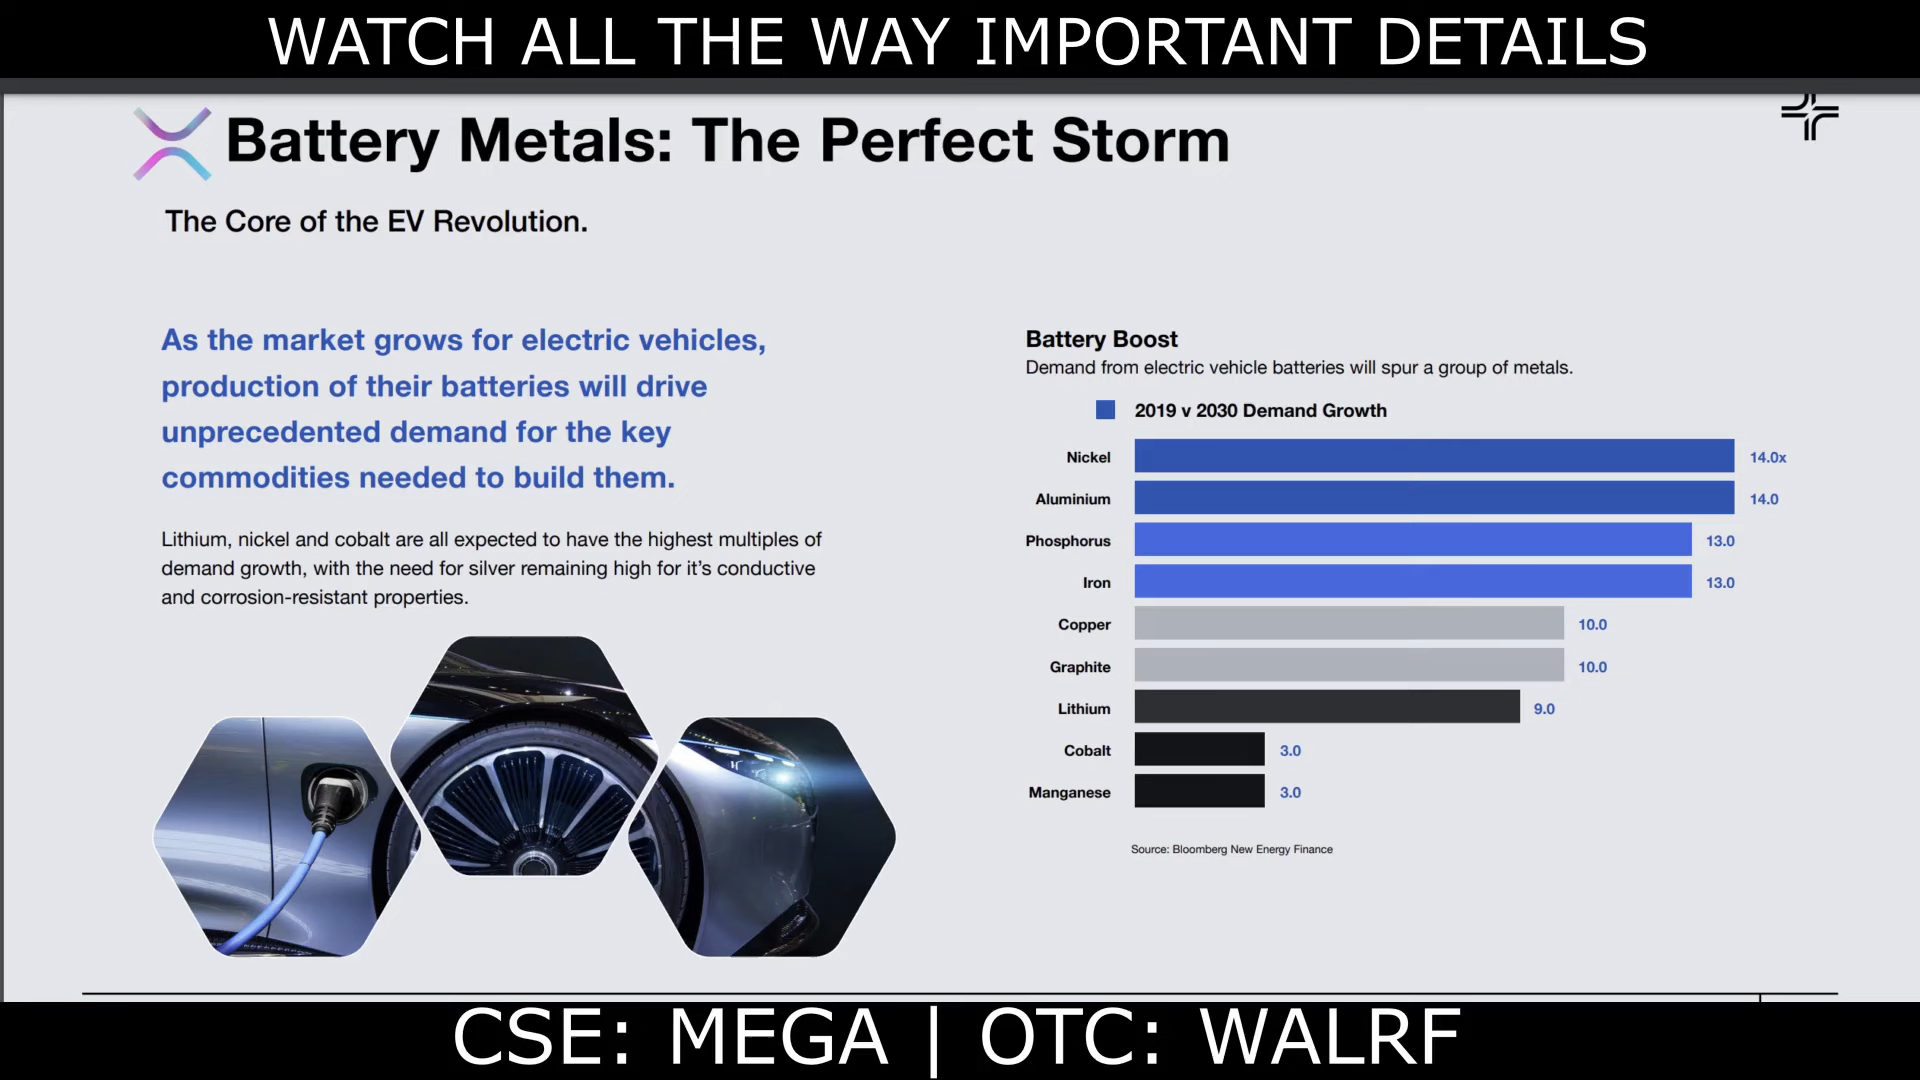 WATCH ALL THE WAY IMPORTANT DETAILS
Battery Metals: The Perfect Storm
The Core of the EV Revolution.
As the market grows for electric vehicles,
production of their batteries will drive
unprecedented demand for the key
commodities needed to build them.
Lithium, nickel and cobalt are all expected to have the highest multiples of
demand growth, with the need for silver remaining high for it's conductive
and corrosion-resistant properties.
Battery Boost
Demand from electric vehicle batteries will spur a group of metals.
2019 v 2030 Demand Growth
Nickel 14.0x
Aluminium 14.0
Phosphorus 13.0
Iron 13.0
Copper 10.0
Graphite 10.0
Lithium 9.0
Cobalt 3.0
Manganese 3.0
Source: Bloomberg New Energy Finance
CSE: MEGA | OTC: WALRF